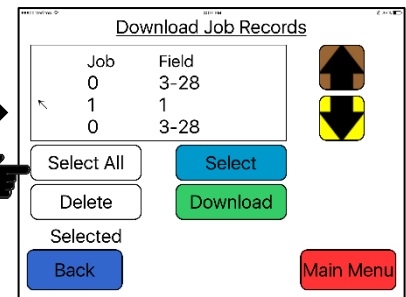 Download Job Records
Job Field
0 3-28
1 1
0 3-28
Select All Select
Delete Download
Selected
Back Main Menu